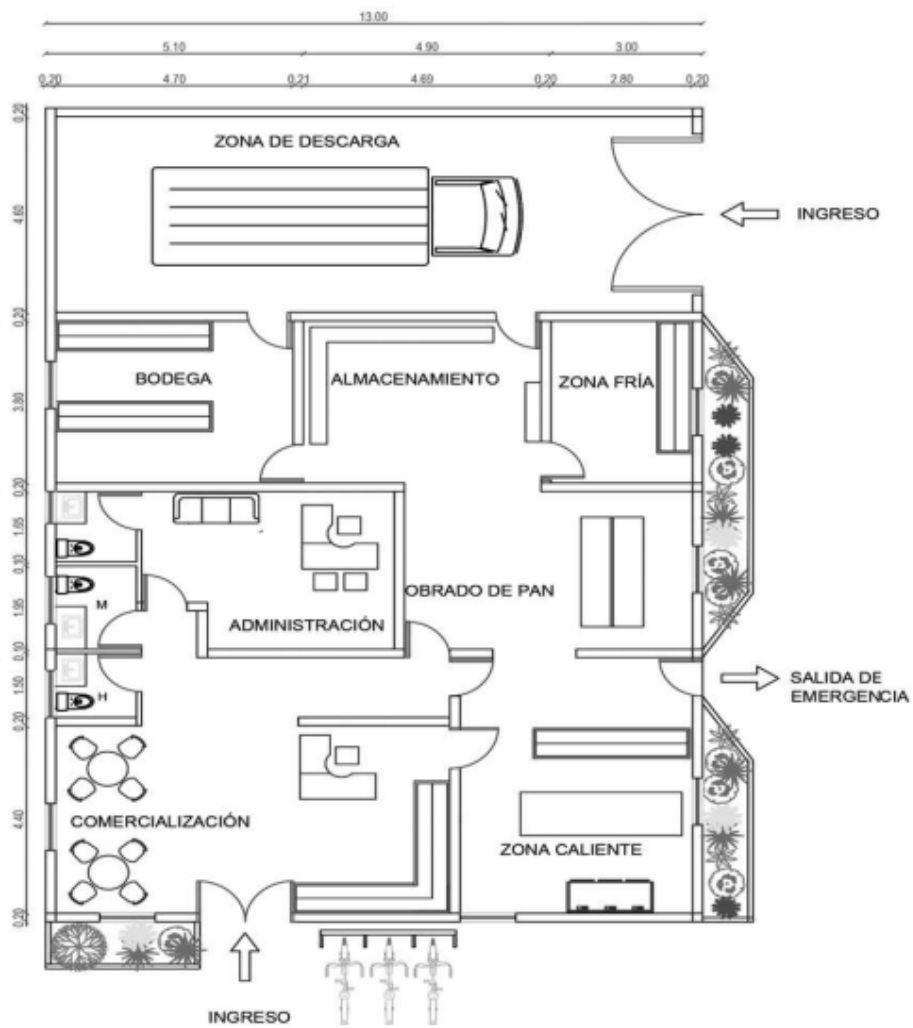 13.00
5.10 4.90 3.00
0,20 4.70 0,21 4.69 0,20 2.80 0,20
0,20
ZONA DE DESCARGA
4.60
INGRESO
0,20
BODEGA
ALMACENAMIENTO
ZONA FRÍA
3.80
0,20
1.65
0,10
OBRADO DE PAN
M
1.95
ADMINISTRACIÓN
0,10
SALIDA DE
EMERGENCIA
1.50
H
0,20
COMERCIALIZACIÓN
4.40
ZONA CALIENTE
0,20
INGRESO